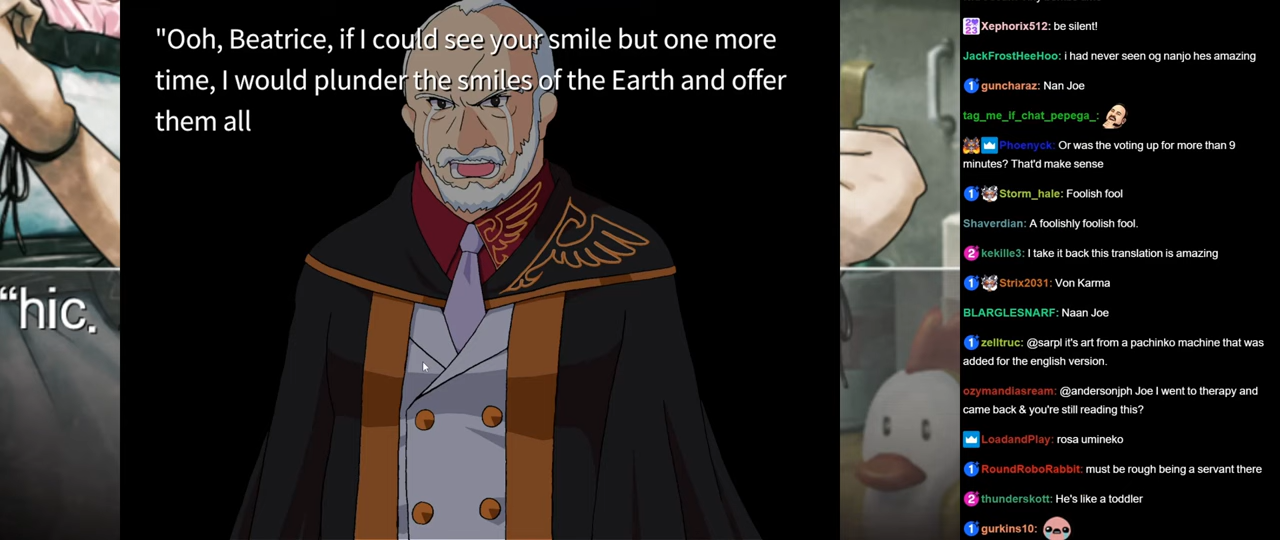 "Ooh, Beatrice, if I could see your smile but one more
time, I would plunder the smiles of the Earth and offer
them all
“hic.
Xephorix512: be silent!
JackFrostHeeHoo: i had never seen og nanjo hes amazing
guncharaz: Nan Joe
tag_me_if_chat_pepega_:
Phoenyck: Or was the voting up for more than 9
minutes? That'd make sense
Storm_hale: Foolish fool
Shaverdian: A foolishly foolish fool.
2 kekille3: I take it back this translation is amazing
Strix2031: Von Karma
BLARGLESNARF: Naan Joe
1 zelltruc: @sarpl it's art from a pachinko machine that was
added for the english version.
ozymandiasream: @andersonjph Joe I went to therapy and
came back & you're still reading this?
LoadandPlay: rosa umineko
1 RoundRoboRabbit: must be rough being a servant there
2 thunderskott: He's like a toddler
1 gurkins10: